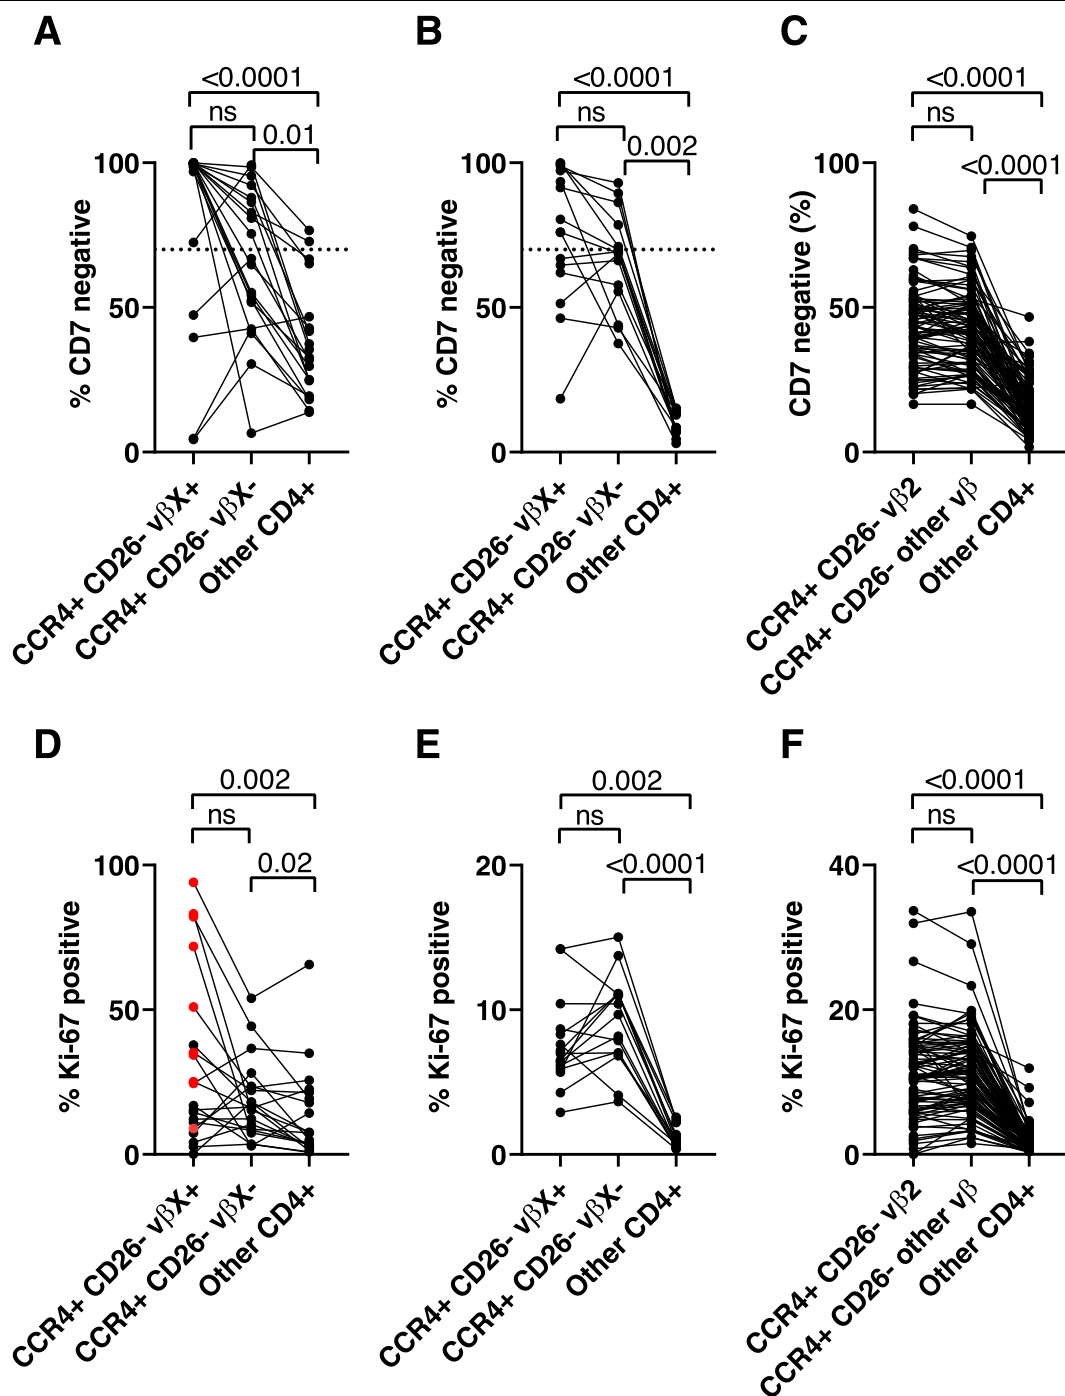 A
<0.0001
ns
0.01
% CD7 negative
100
50
0
CCR4+ CD26- vβX+
CCR4+ CD26- vβX-
Other CD4+
B
<0.0001
ns
0.002
% CD7 negative
100
50
0
CCR4+ CD26- vβX+
CCR4+ CD26- vβX-
Other CD4+
C
<0.0001
ns
<0.0001
CD7 negative (%)
100
50
0
CCR4+ CD26- vβ2
CCR4+ CD26- other vβ
Other CD4+
D
0.002
ns
0.02
% Ki-67 positive
100
50
0
CCR4+ CD26- vβX+
CCR4+ CD26- vβX-
Other CD4+
E
0.002
ns
<0.0001
% Ki-67 positive
20
10
0
CCR4+ CD26- vβX+
CCR4+ CD26- vβX-
Other CD4+
F
<0.0001
ns
<0.0001
% Ki-67 positive
40
20
0
CCR4+ CD26- vβ2
CCR4+ CD26- other vβ
Other CD4+